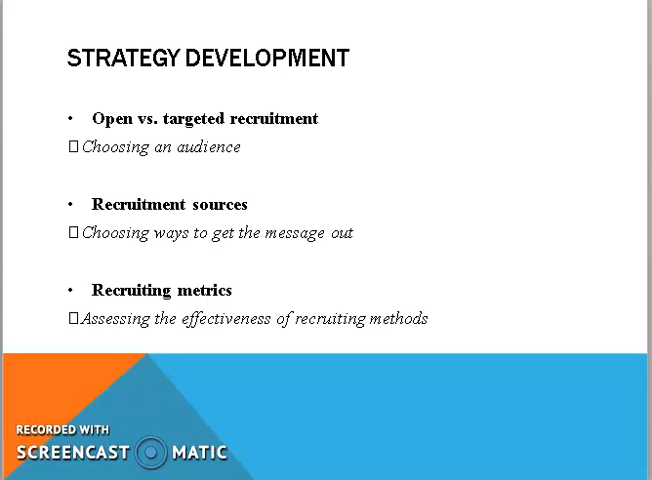 STRATEGY DEVELOPMENT
• Open vs. targeted recruitment
Choosing an audience
• Recruitment sources
Choosing ways to get the message out
• Recruiting metrics
Assessing the effectiveness of recruiting methods
RECORDED WITH
SCREENCAST MATIC